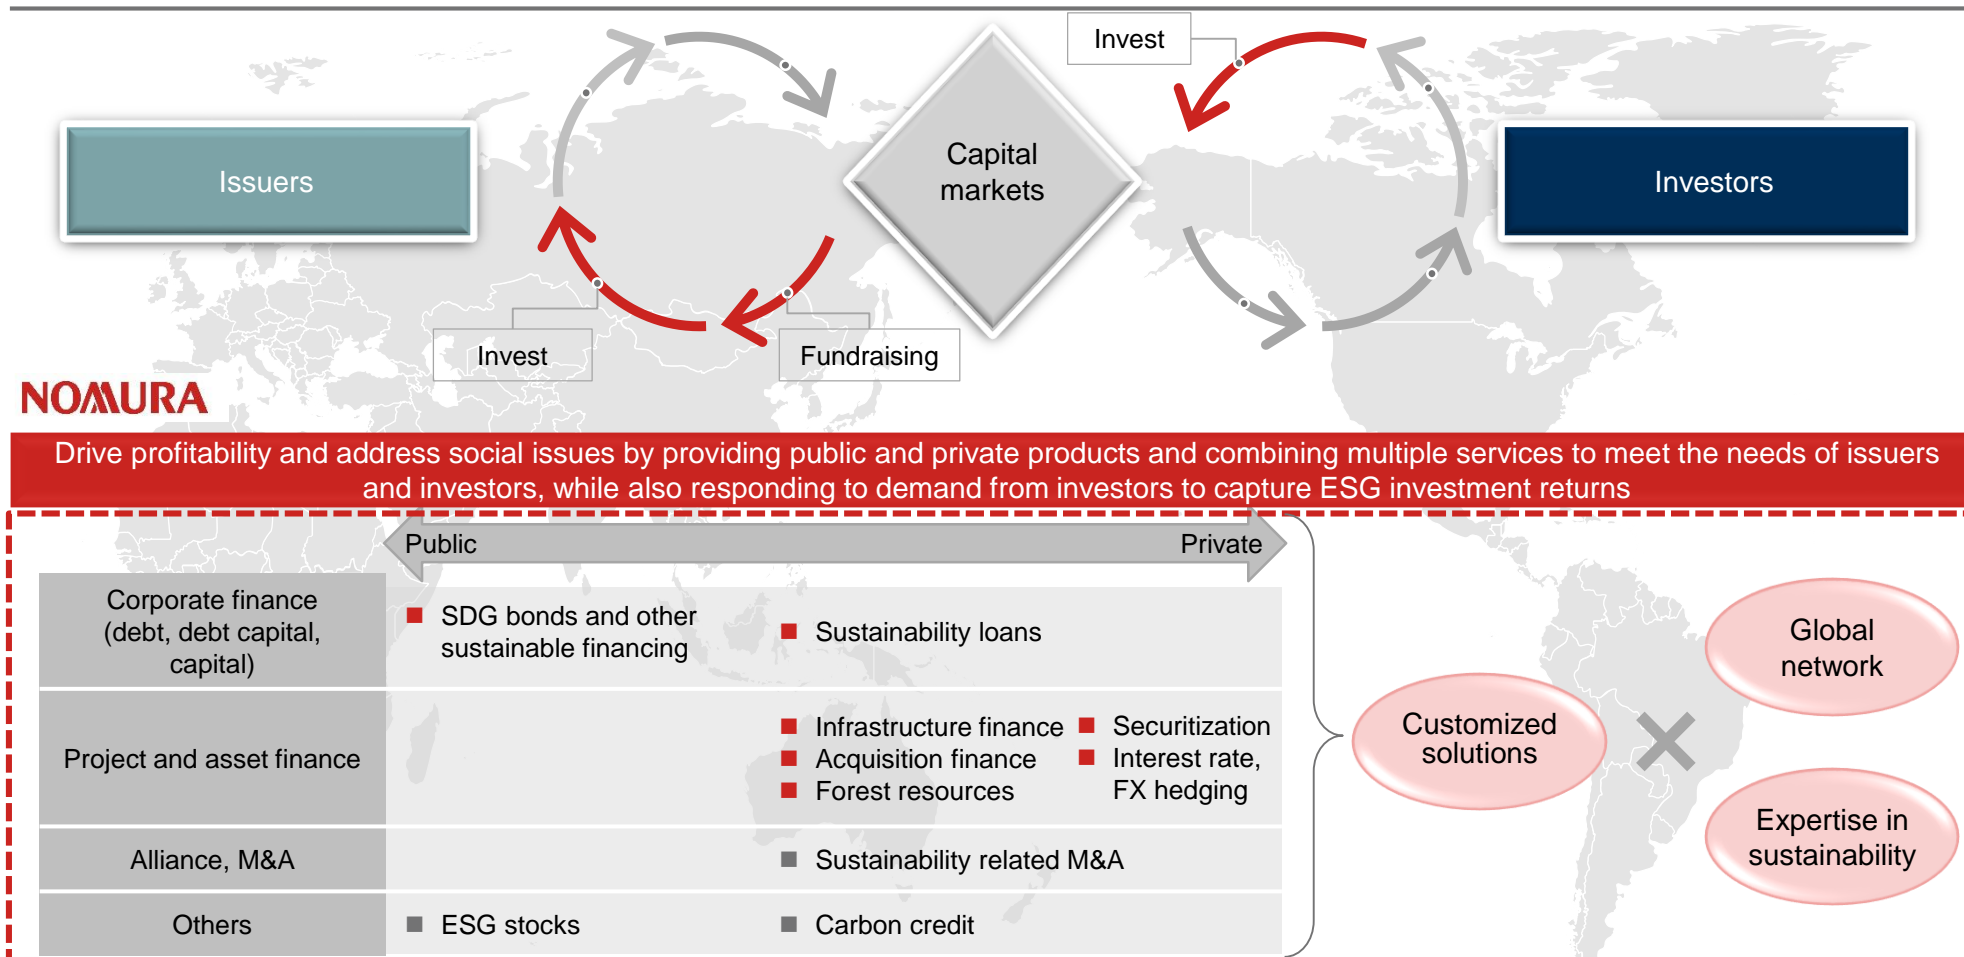 Invest
Issuers
Capital
markets
Investors
Invest
Fundraising
NOMURA
Drive profitability and address social issues by providing public and private products and combining multiple services to meet the needs of issuers
and investors, while also responding to demand from investors to capture ESG investment returns
Public
Private
Corporate finance
(debt, debt capital,
capital)
SDG bonds and other
sustainable financing
Sustainability loans
Project and asset finance
Infrastructure finance
Acquisition finance
Forest resources
Securitization
Interest rate,
FX hedging
Alliance, M&A
Sustainability related M&A
Others
ESG stocks
Carbon credit
Customized
solutions
Global
network
Expertise in
sustainability